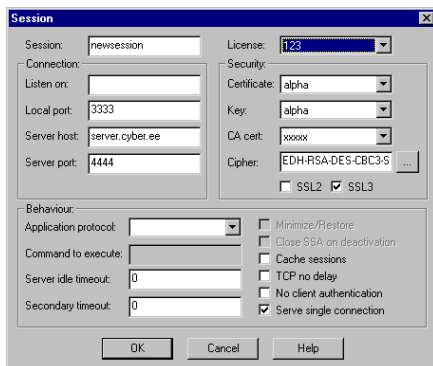 Session
Session: newsession
License: 123
Connection:
Listen on:
Local port: 3333
Server host: server.cyber.ee
Server port: 4444
Security:
Certificate: alpha
Key: alpha
CA cert: xxxxx
Cipher: EDH-RSA-DES-CBC3-S ...
SSL2 SSL3
Behaviour:
Application protocol:
Command to execute:
Server idle timeout: 0
Secondary timeout: 0
Minimize/Restore
Close SSA on deactivation
Cache sessions
TCP no delay
No client authentication
Serve single connection
OK Cancel Help